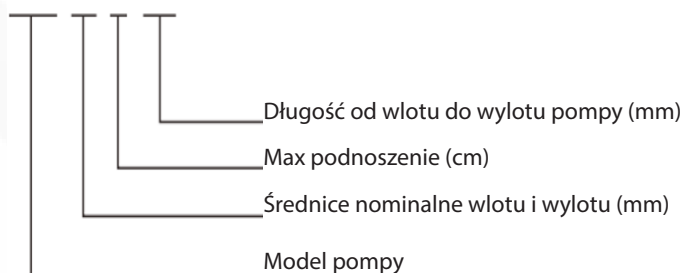 Długość od wlotu do wylotu pompy (mm)
Max podnoszenie (cm)
Średnice nominalne wlotu i wylotu (mm)
Model pompy